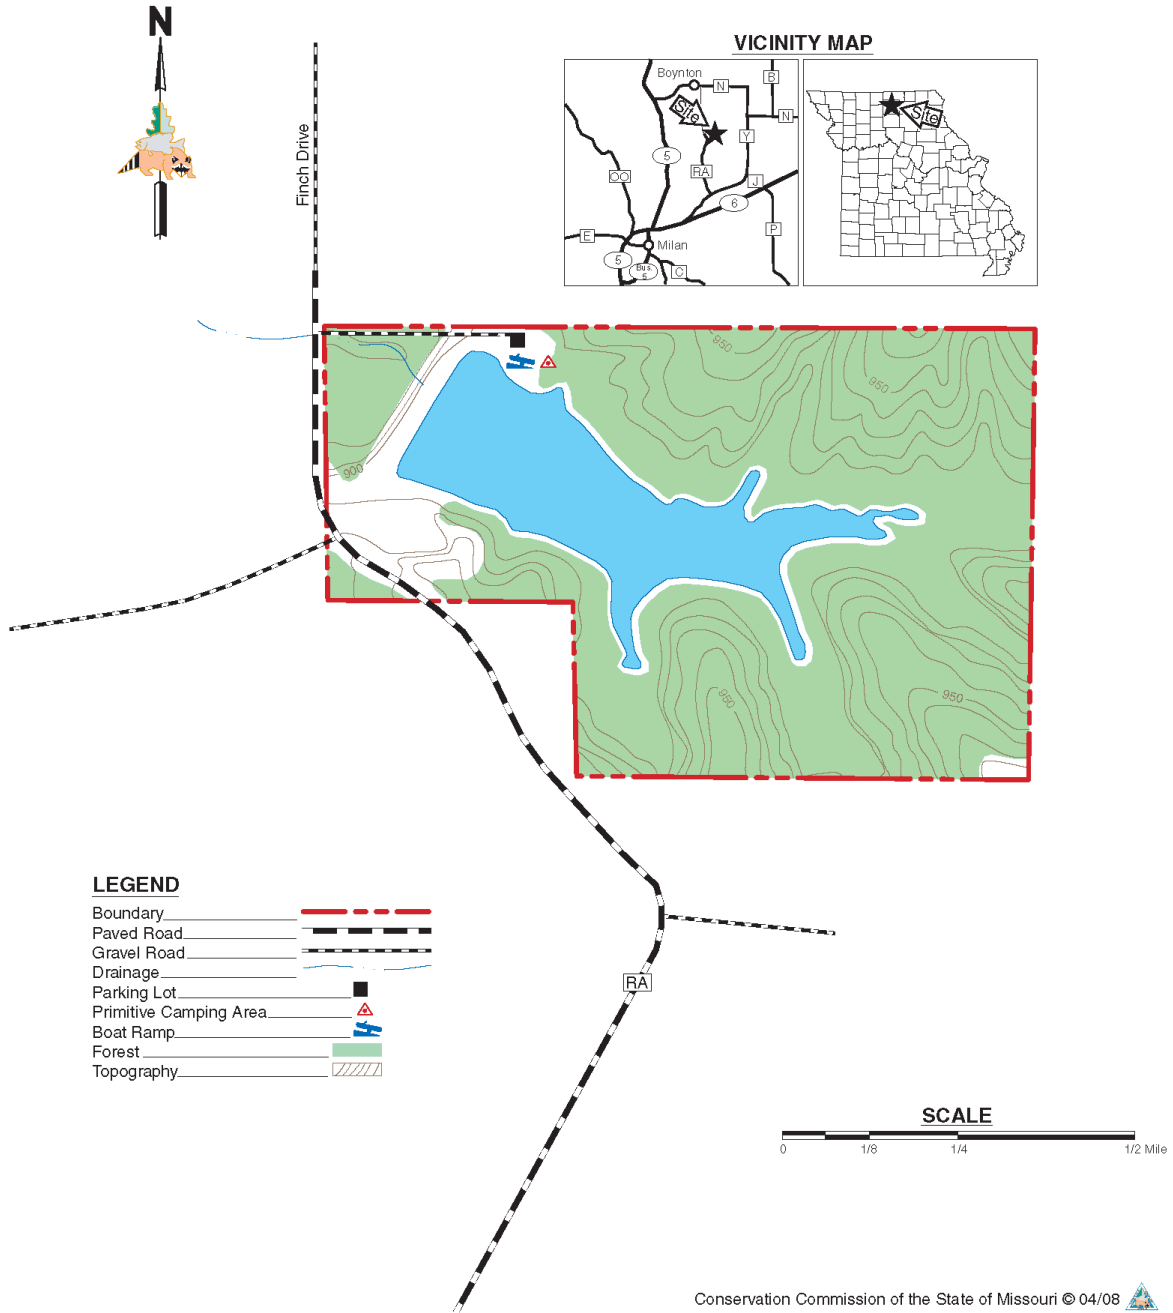 N
Finch Drive
VICINITY MAP
Boynton
N
B
N
Site
5
Y
RA
OO
J
6
E
P
Milan
5
Bus. 5
C
Site
950
950
900
950
950
LEGEND
Boundary
Paved Road
Gravel Road
Drainage
Parking Lot
Primitive Camping Area
Boat Ramp
Forest
Topography
RA
SCALE
0 1/8 1/4 1/2 Mile
Conservation Commission of the State of Missouri © 04/08